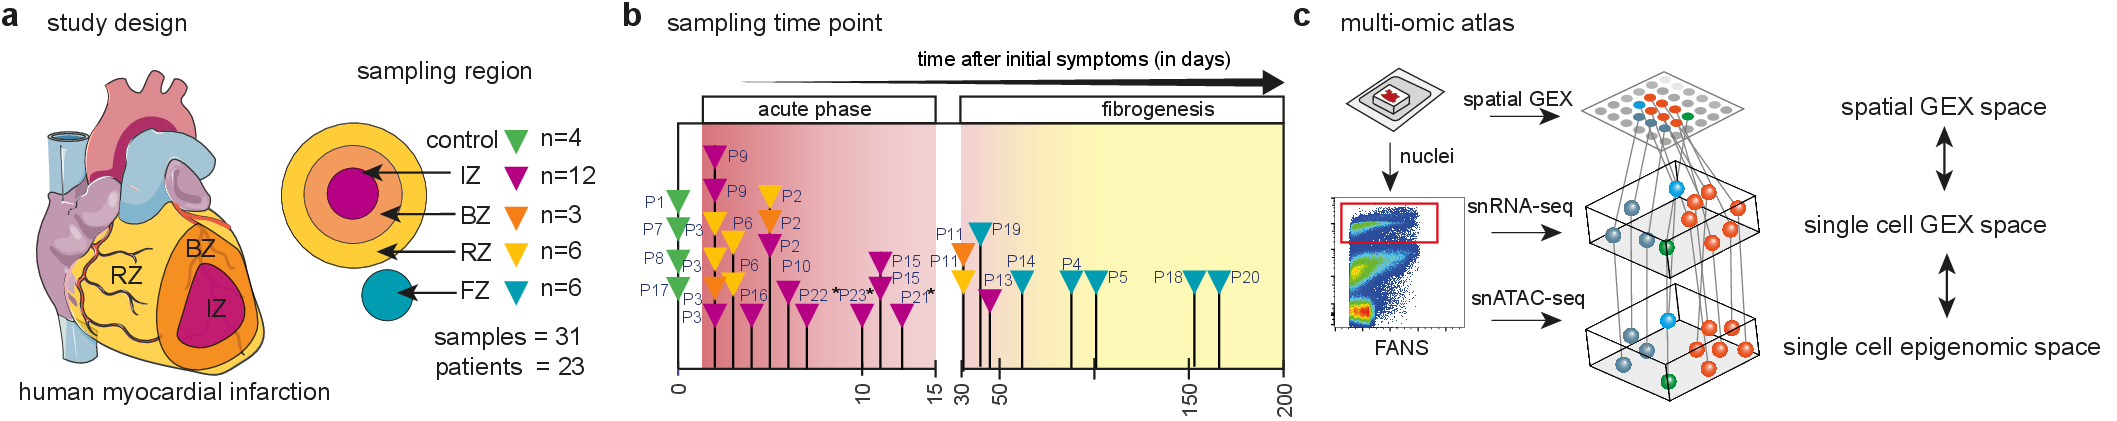 a study design
sampling region
control n=4
IZ n=12
BZ n=3
RZ n=6
FZ n=6
samples = 31
patients = 23
RZ
BZ
IZ
human myocardial infarction
b sampling time point
time after initial symptoms (in days)
acute phase
fibrogenesis
P9
P9
P1
P7
P8
P17
P3
P3
P3
P3
P6
P6
P16
P2
P2
P2
P10
P22
*P23*
P15
P15
P21*
P11
P11
P19
P13
P14
P4
P5
P18
P20
0 10 15 30 50 150 200
c multi-omic atlas
spatial GEX
nuclei
snRNA-seq
snATAC-seq
FANS
spatial GEX space
single cell GEX space
single cell epigenomic space